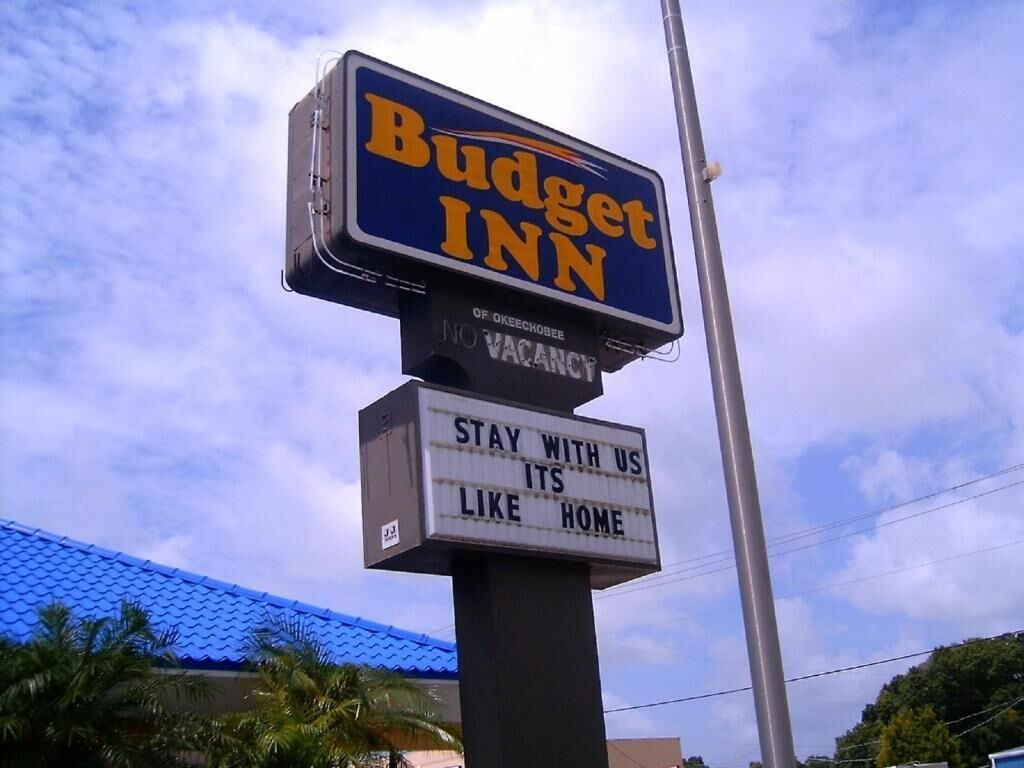 Budget
INN
OF OKEECHOBEE
NO VACANCY
STAY WITH US
ITS
LIKE HOME